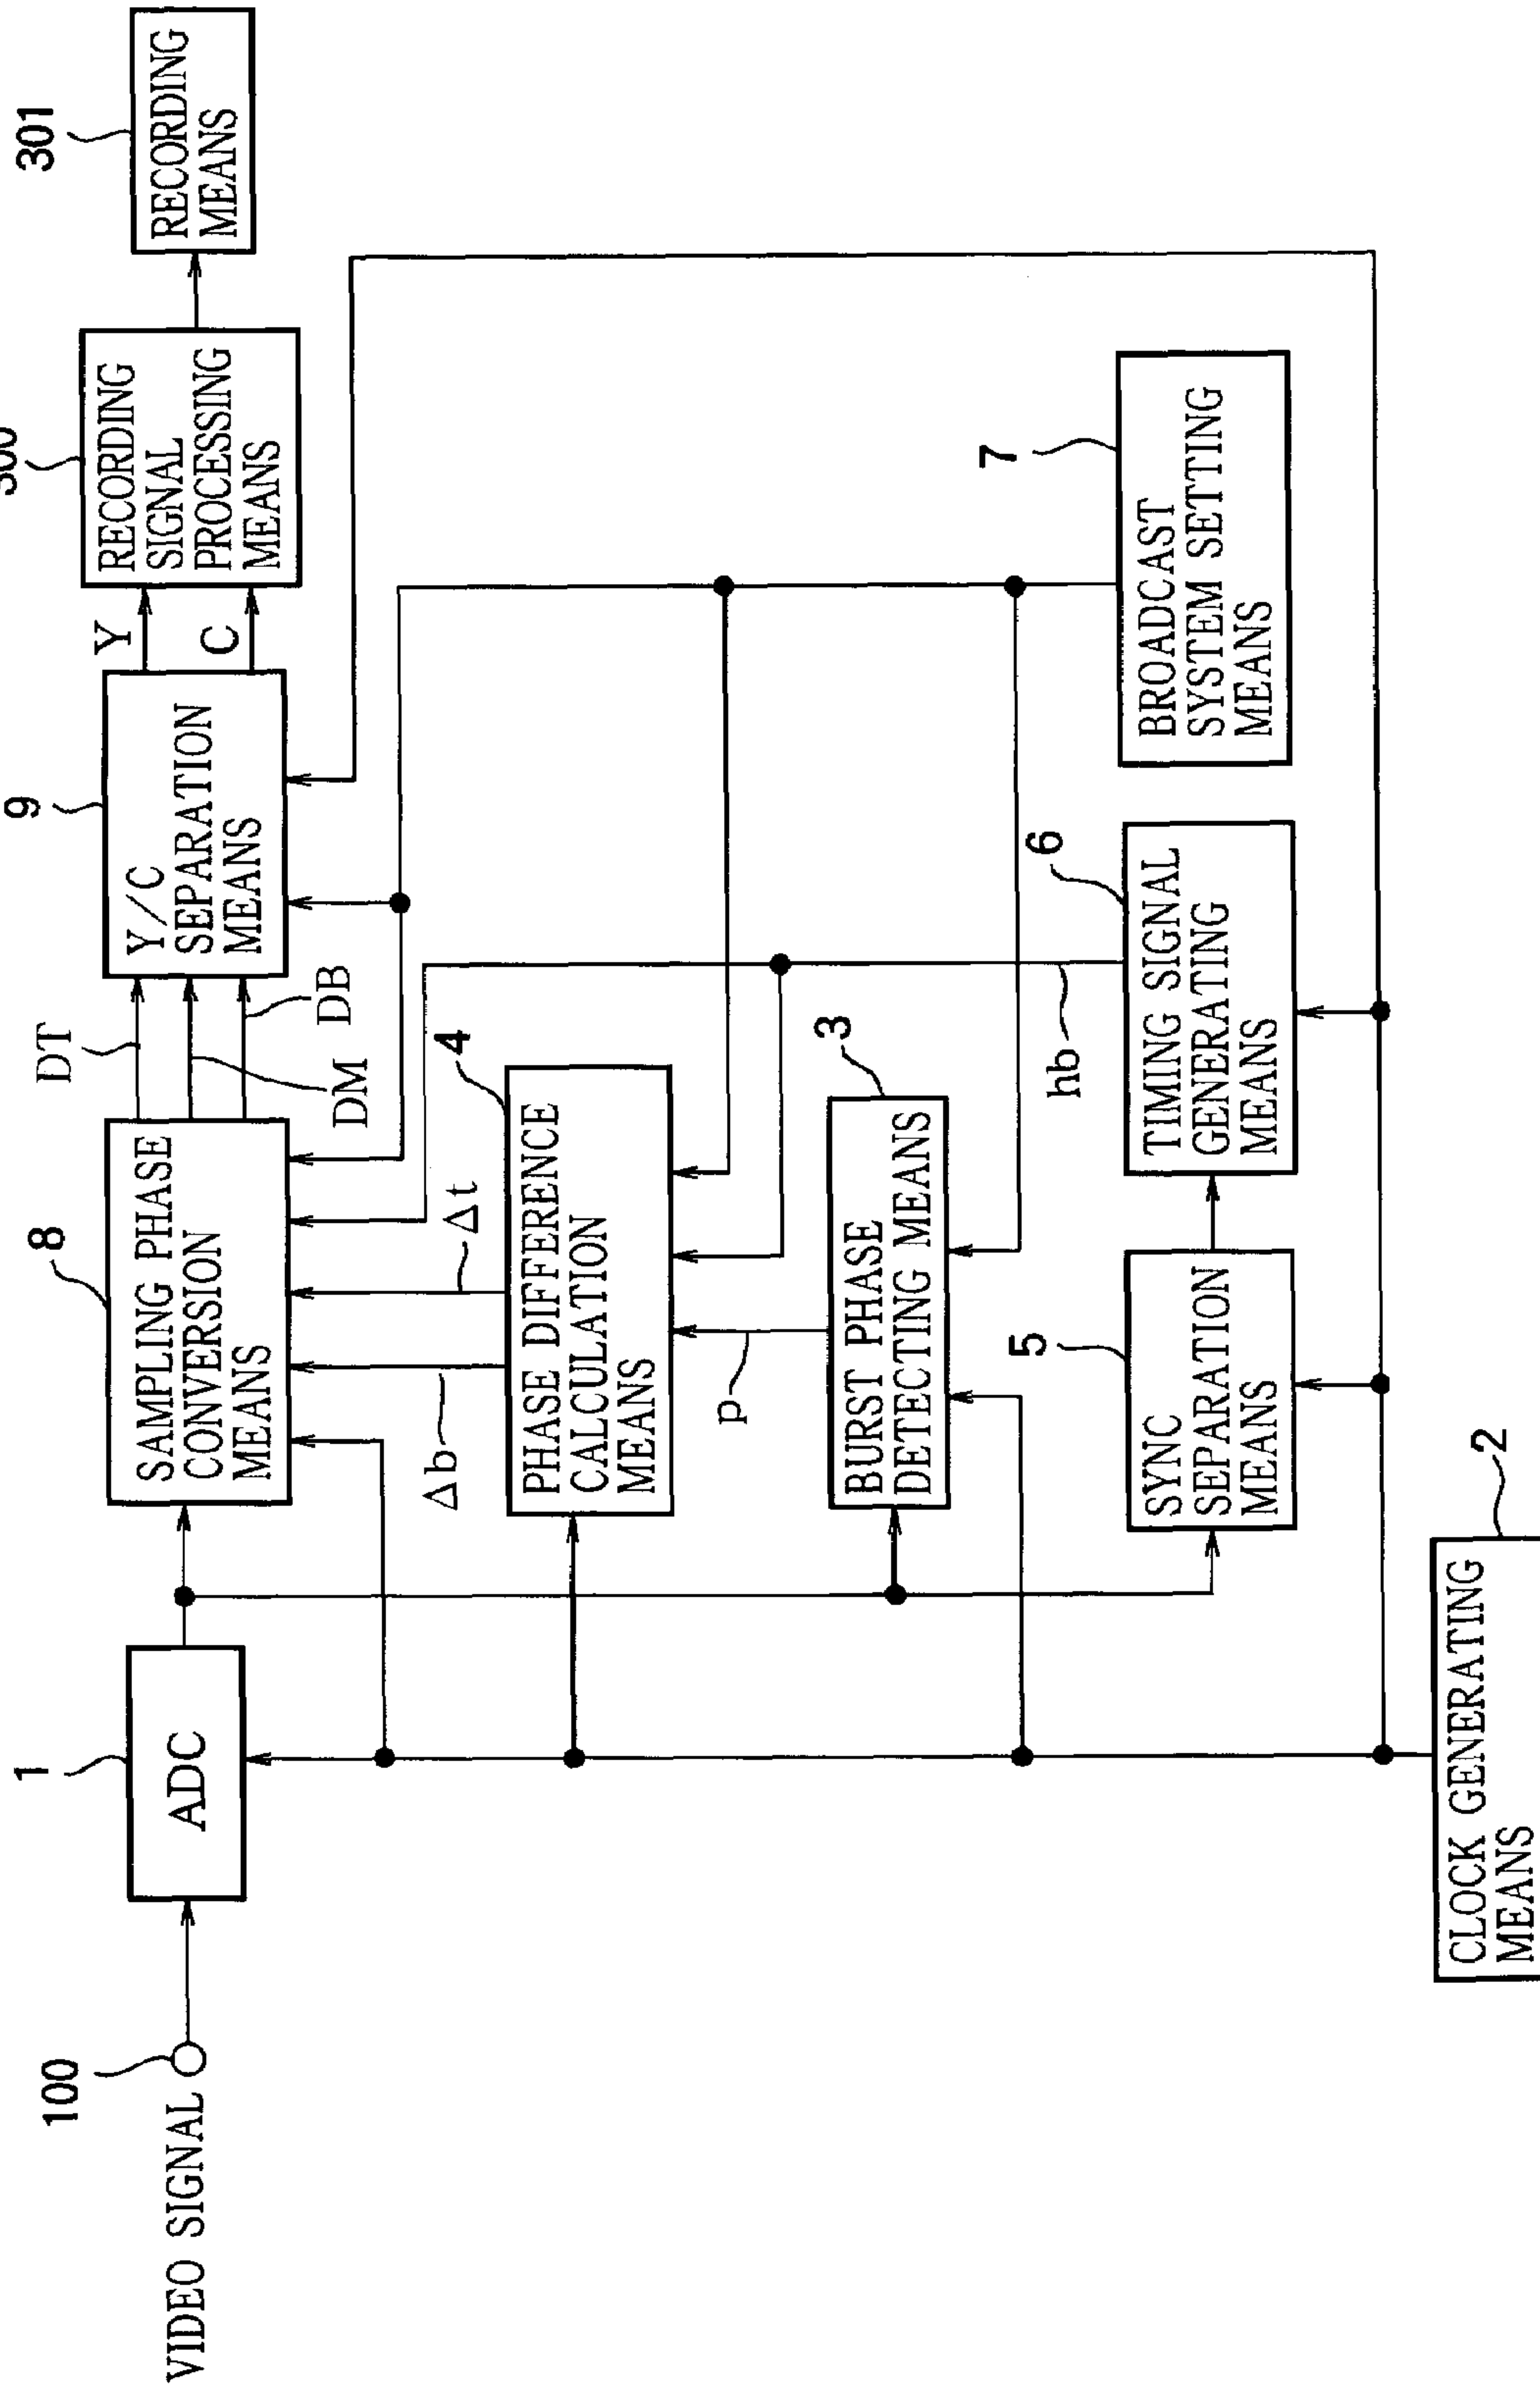 VIDEO SIGNAL
100
1
ADC
8
SAMPLING PHASE
CONVERSION
MEANS
DT
DM
DB
9
Y/C
SEPARATION
MEANS
Y
C
RECORDING
SIGNAL
PROCESSING
MEANS
301
RECORDING
MEANS
Δb
Δt
4
PHASE DIFFERENCE
CALCULATION
MEANS
p
3
BURST PHASE
DETECTING MEANS
hb
5
SYNC
SEPARATION
MEANS
6
TIMING SIGNAL
GENERATING
MEANS
7
BROADCAST
SYSTEM SETTING
MEANS
2
CLOCK GENERATING
MEANS